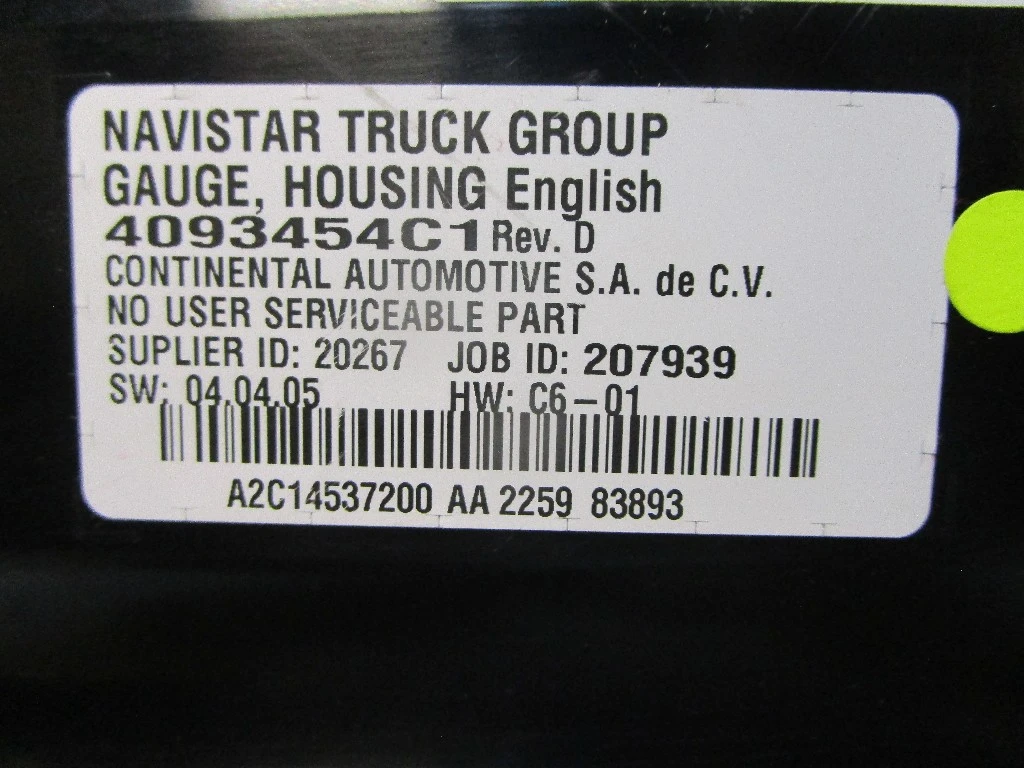 NAVISTAR TRUCK GROUP
GAUGE, HOUSING English
4093454C1 Rev. D
CONTINENTAL AUTOMOTIVE S.A. de C.V.
NO USER SERVICEABLE PART
SUPLIER ID: 20267 JOB ID: 207939
SW: 04.04.05 HW: C6-01
A2C14537200 AA 2259 83893